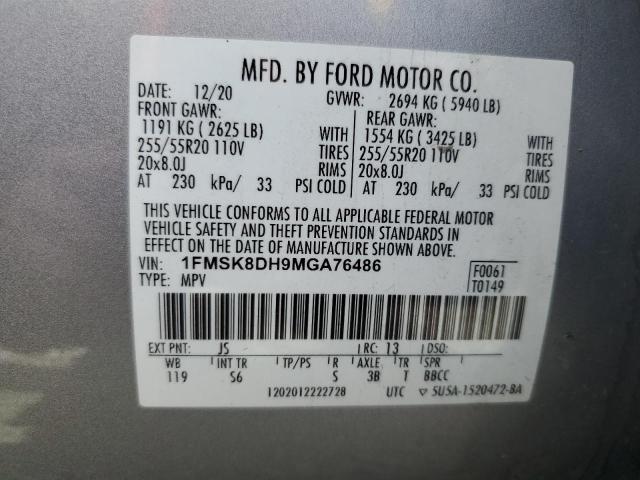 MFD. BY FORD MOTOR CO.
DATE: 12/20 GVWR: 2694 KG ( 5940 LB)
FRONT GAWR: REAR GAWR:
1191 KG ( 2625 LB) WITH 1554 KG ( 3425 LB) WITH
255/55R20 110V TIRES 255/55R20 110V TIRES
20x8.0J RIMS 20x8.0J RIMS
AT 230 kPa/ 33 PSI COLD AT 230 kPa/ 33 PSI COLD
THIS VEHICLE CONFORMS TO ALL APPLICABLE FEDERAL MOTOR
VEHICLE SAFETY AND THEFT PREVENTION STANDARDS IN
EFFECT ON THE DATE OF MANUFACTURE SHOWN ABOVE.
VIN: 1FMSK8DH9MGA76486 F0061
TYPE: MPV T0149
EXT PNT: JS RC: 13 DSO:
WB INT TR TP/PS R AXLE TR SPR
119 S6 S 3B T BBCC
1202012222728 UTC ▽ SU5A-1520472-BA